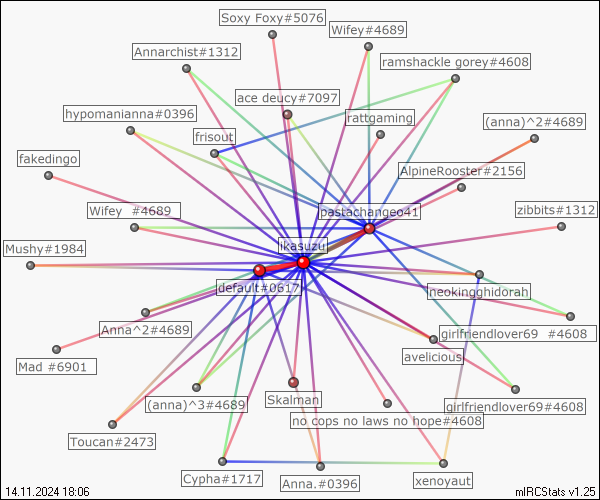 Soxy Foxy#5076
Wifey#4689
Annarchist#1312
ramshackle gorey#4608
ace deucy#7097
hypomanianna#0396
rattgaming
(anna)^2#4689
frisout
fakedingo
AlpineRooster#2156
Wifey #4689
pastachangeo41
zibbits#1312
ikasuzu
Mushy#1984
default#0617
neokingghidorah
Anna^2#4689
girlfriendlover69 #4608
avelicious
Mad #6901
(anna)^3#4689
Skalman
girlfriendlover69#4608
no cops no laws no hope#4608
Toucan#2473
Cypha#1717
Anna.#0396
xenoyaut
14.11.2024 18:06
mIRCStats v1.25